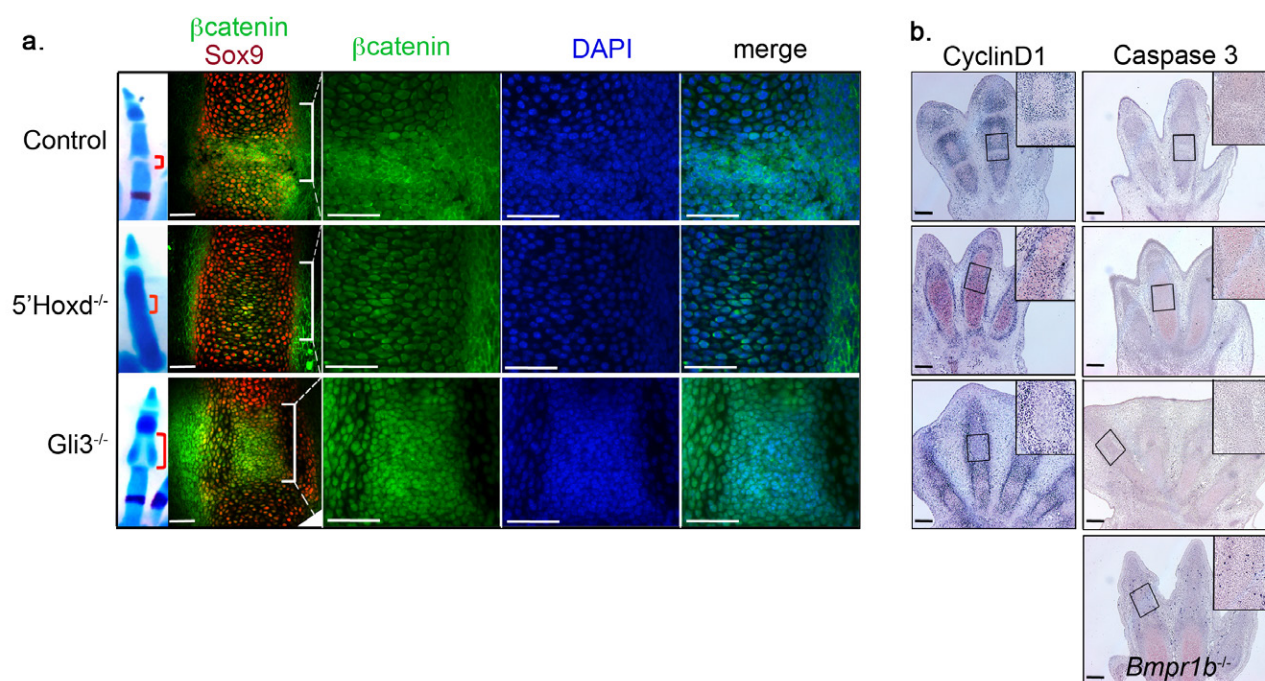 a.
βcatenin
Sox9
βcatenin
DAPI
merge
Control
5'Hoxd-/-
Gli3-/-
b.
CyclinD1
Caspase 3
Bmpr1b-/-